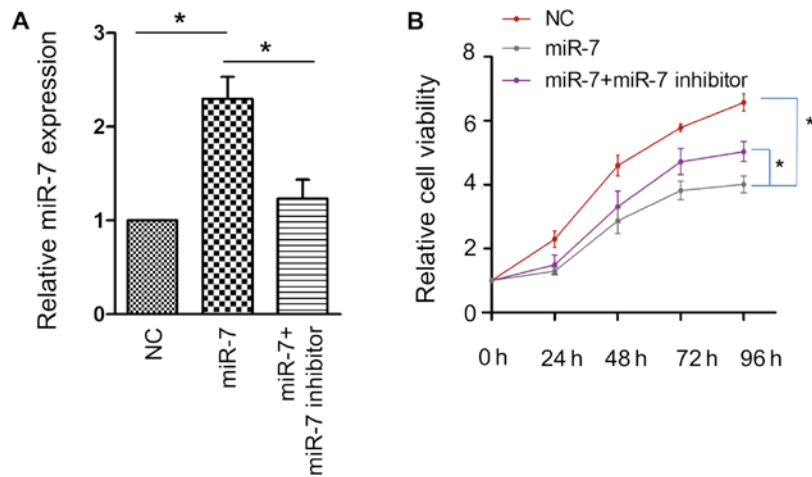 A
Relative miR-7 expression
3
2
1
0
*
*
NC
miR-7
miR-7+
miR-7 inhibitor
B
NC
miR-7
miR-7+miR-7 inhibitor
Relative cell viability
8
6
4
2
0
*
*
0 h 24 h 48 h 72 h 96 h